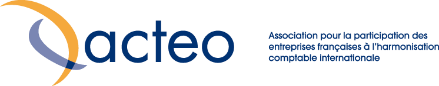 acteo
Association pour la participation des
entreprises françaises à l'harmonisation
comptable internationale